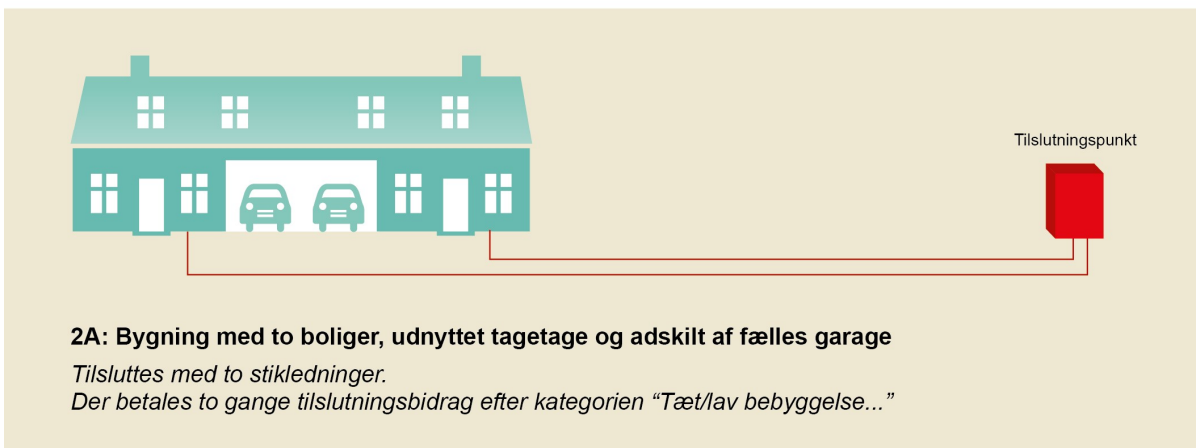 Tilslutningspunkt
2A: Bygning med to boliger, udnyttet tagetage og adskilt af fælles garage
Tilsluttes med to stikledninger.
Der betales to gange tilslutningsbidrag efter kategorien “Tæt/lav bebyggelse...”